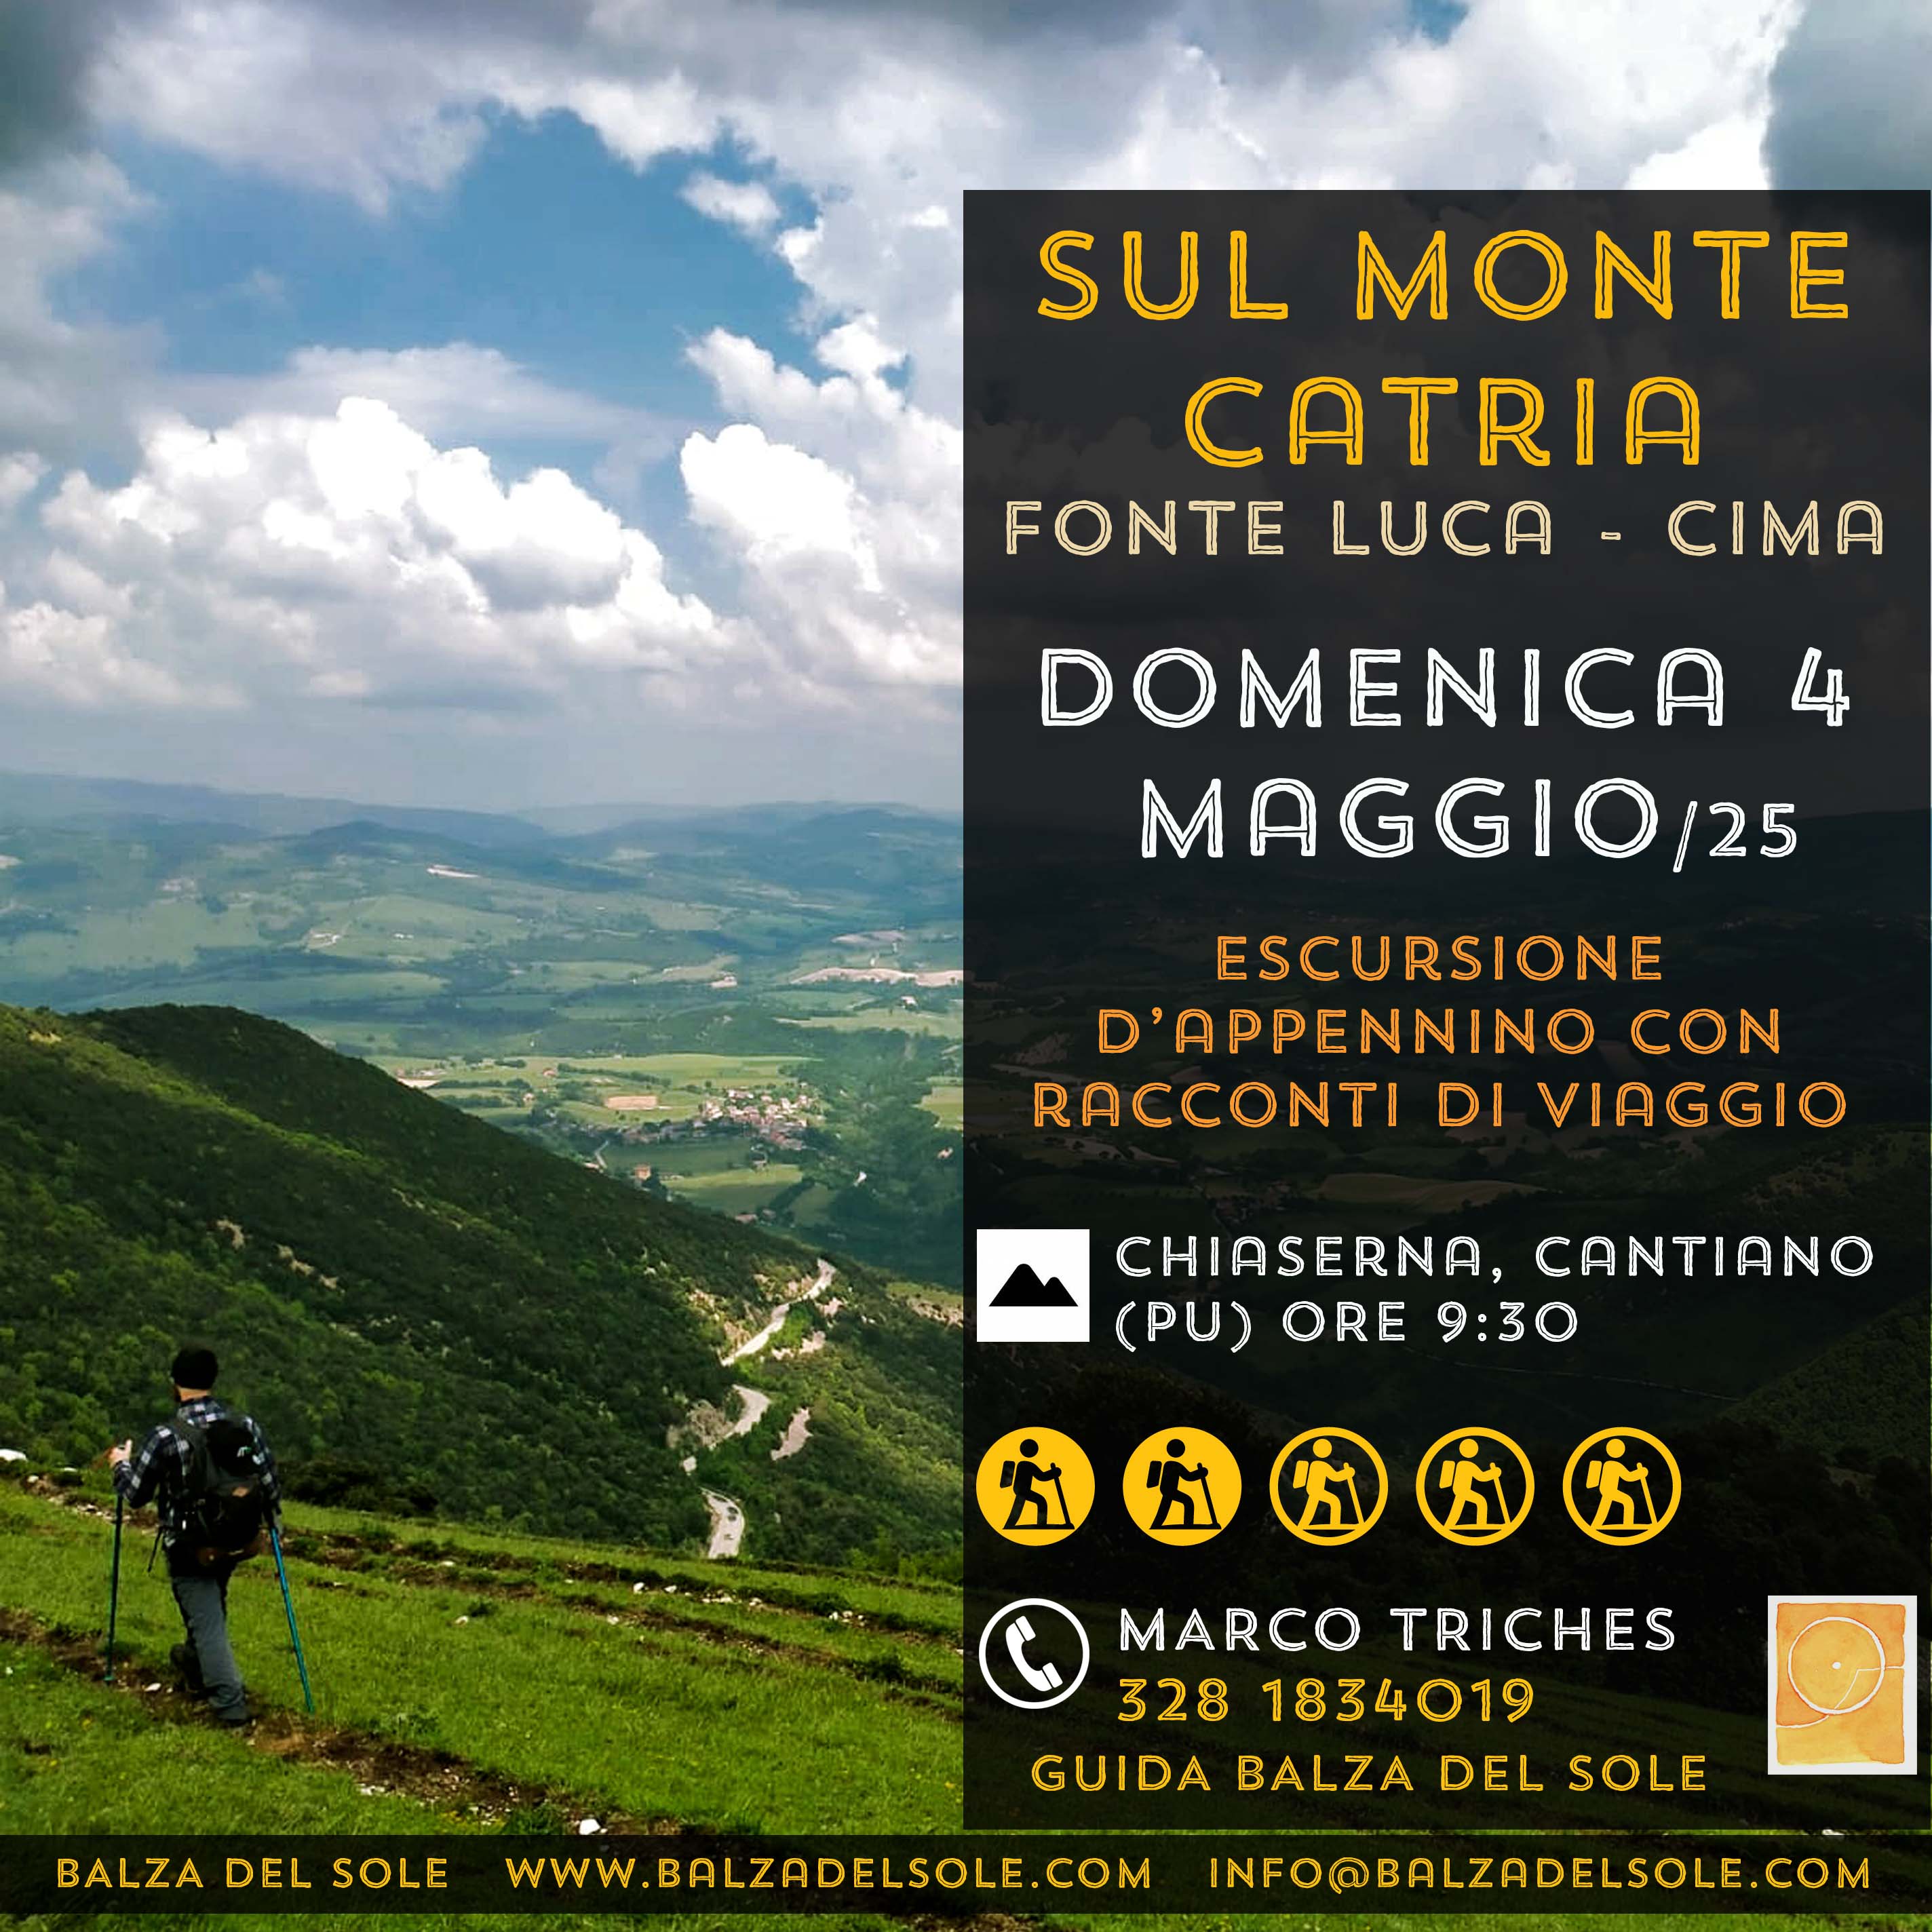 SUL MONTE
CATRIA
FONTE LUCA - CIMA
DOMENICA 4
MAGGIO/25
ESCURSIONE
D'APPENNINO CON
RACCONTI DI VIAGGIO
CHIASERNA, CANTIANO
(PU) ORE 9:30
MARCO TRICHES
328 1834019
GUIDA BALZA DEL SOLE
BALZA DEL SOLE WWW.BALZADELSOLE.COM INFO@BALZADELSOLE.COM